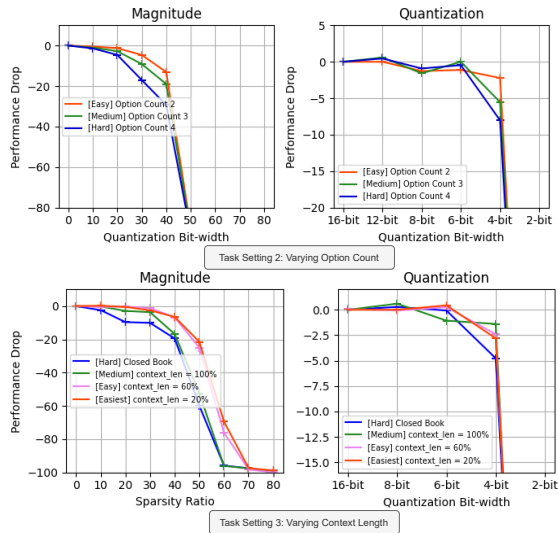 Magnitude
Performance Drop
0
−20
−40
−60
−80
[Easy] Option Count 2
[Medium] Option Count 3
[Hard] Option Count 4
0 10 20 30 40 50 60 70 80
Quantization Bit-width
Quantization
Performance Drop
5
0
−5
−10
−15
−20
[Easy] Option Count 2
[Medium] Option Count 3
[Hard] Option Count 4
16-bit 12-bit 8-bit 6-bit 4-bit 2-bit
Quantization Bit-width
Task Setting 2: Varying Option Count
Magnitude
Performance Drop
0
−20
−40
−60
−80
−100
[Hard] Closed Book
[Medium] context_len = 100%
[Easy] context_len = 60%
[Easiest] context_len = 20%
0 10 20 30 40 50 60 70 80
Sparsity Ratio
Quantization
Performance Drop
0.0
−2.5
−5.0
−7.5
−10.0
−12.5
−15.0
[Hard] Closed Book
[Medium] context_len = 100%
[Easy] context_len = 60%
[Easiest] context_len = 20%
16-bit 8-bit 6-bit 4-bit 2-bit
Quantization Bit-width
Task Setting 3: Varying Context Length